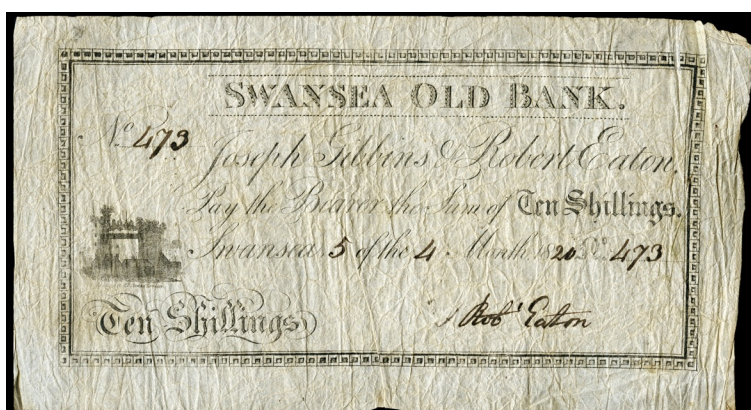 SWANSEA OLD BANK.
No 473
Joseph Gibbins & Robert Eaton,
Pay the Bearer the Sum of Ten Shillings.
Swansea 5 of the 4 Month 1820 No 473
Ten Shillings
Robt Eaton